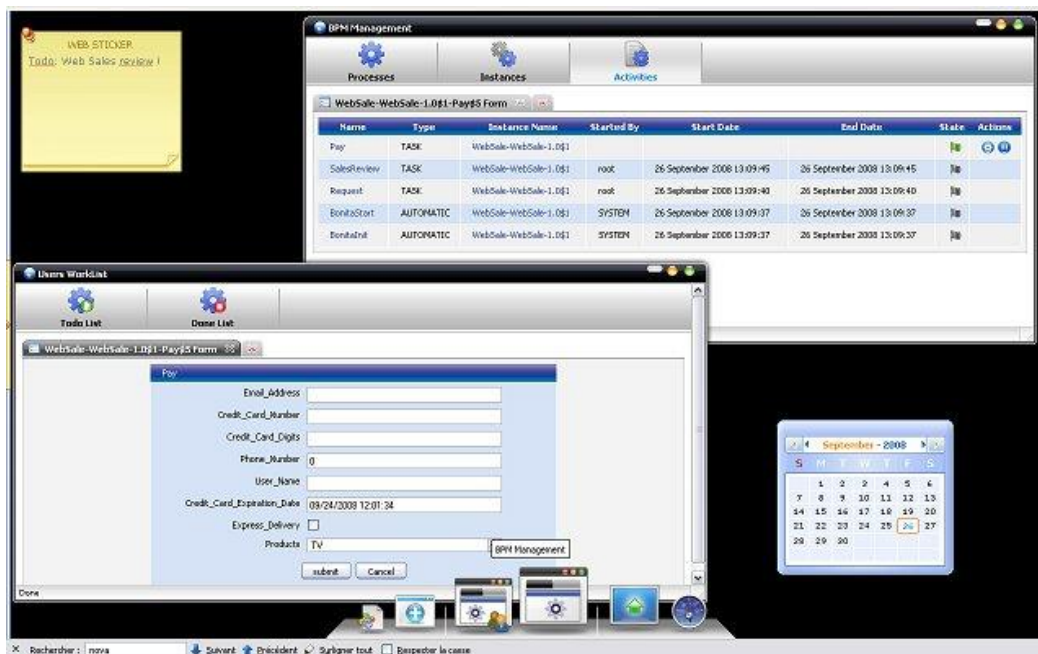 WEB STICKER
Todo: Web Sales review !
BPM Management
Processes
Instances
Activities
WebSale-WebSale-1.0$1-Pay$5 Form
Name Type Instance Name Started By Start Date End Date State Actions
Pay TASK WebSale-WebSale-1.0$1
SalesReview TASK WebSale-WebSale-1.0$1 root 26 September 2008 13:09:45 26 September 2008 13:09:45
Request TASK WebSale-WebSale-1.0$1 root 26 September 2008 13:09:40 26 September 2008 13:09:40
BonitaStart AUTOMATIC WebSale-WebSale-1.0$1 SYSTEM 26 September 2008 13:09:37 26 September 2008 13:09:37
BonitaInit AUTOMATIC WebSale-WebSale-1.0$1 SYSTEM 26 September 2008 13:09:37 26 September 2008 13:09:37
Users WorkList
Todo List
Done List
WebSale-WebSale-1.0$1-Pay$5 Form
Pay
Email_Address
Credit_Card_Number
Credit_Card_Digits
Phone_Number 0
User_Name
Credit_Card_Expiration_Date 09/24/2008 12:01:34
Express_Delivery
Products TV
BPM Management
submit Cancel
Done
September - 2008
S M T W T F S
1 2 3 4 5 6
7 8 9 10 11 12 13
14 15 16 17 18 19 20
21 22 23 24 25 26 27
28 29 30
Rechercher : nova Suivant Précédent Surligner tout Respecter la casse